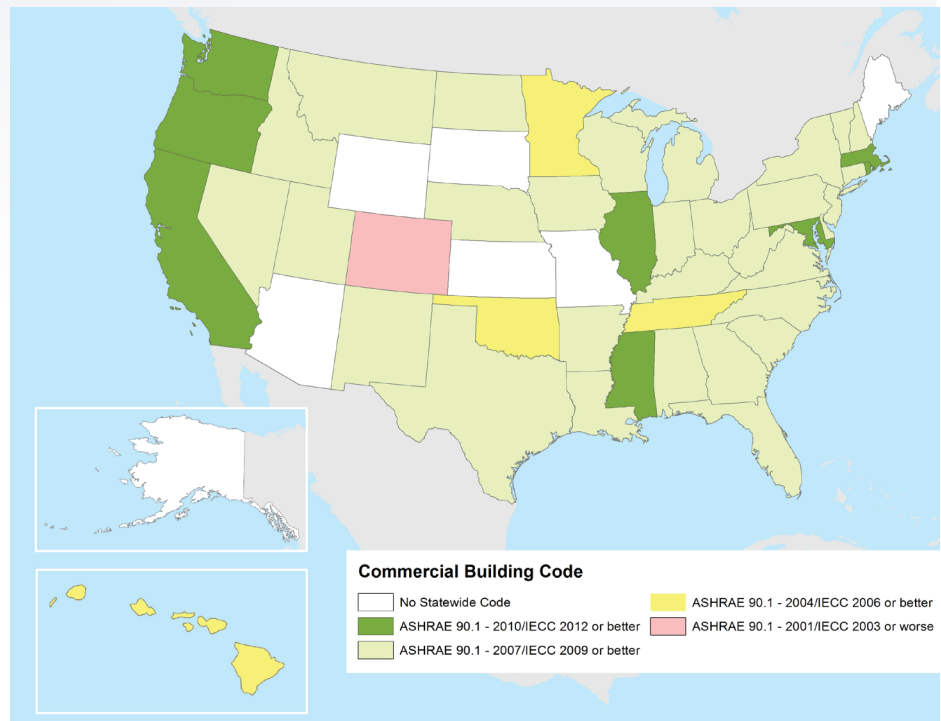 Commercial Building Code
No Statewide Code
ASHRAE 90.1 - 2010/IECC 2012 or better
ASHRAE 90.1 - 2007/IECC 2009 or better
ASHRAE 90.1 - 2004/IECC 2006 or better
ASHRAE 90.1 - 2001/IECC 2003 or worse